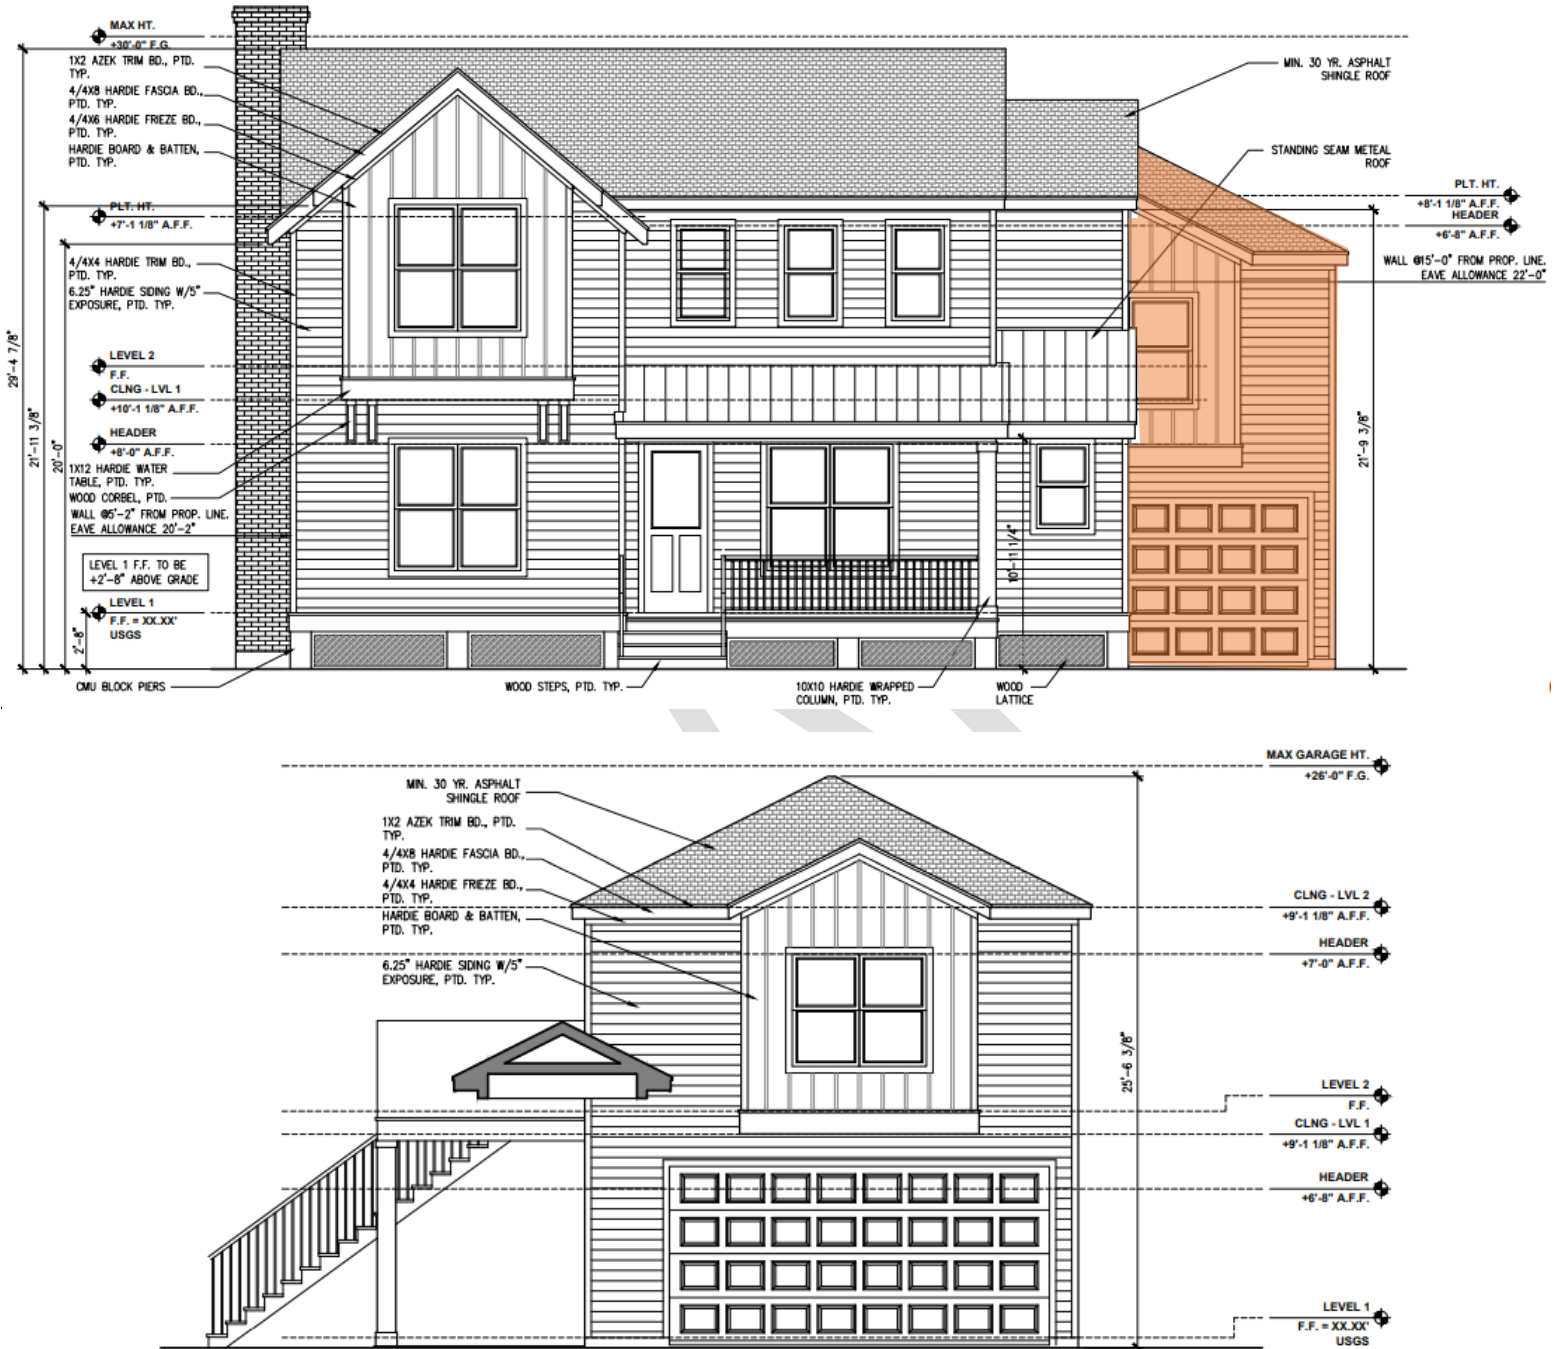 MAX HT.
+30'-0" F.G.
1X2 AZEK TRIM BD., PTD.
TYP.
4/4X8 HARDIE FASCIA BD.,
PTD. TYP.
4/4X6 HARDIE FRIEZE BD.,
PTD. TYP.
HARDIE BOARD & BATTEN,
PTD. TYP.
PLT. HT.
+7'-1 1/8" A.F.F.
4/4X4 HARDIE TRIM BD.,
PTD. TYP.
6.25" HARDIE SIDING W/5"
EXPOSURE, PTD. TYP.
LEVEL 2
F.F.
CLNG - LVL 1
+10'-1 1/8" A.F.F.
HEADER
+8'-0" A.F.F.
1X12 HARDIE WATER
TABLE, PTD. TYP.
WOOD CORBEL, PTD.
WALL @5'-2" FROM PROP. LINE.
EAVE ALLOWANCE 20'-2"
LEVEL 1 F.F. TO BE
+2'-8" ABOVE GRADE
LEVEL 1
F.F. = XX.XX'
USGS
29'-4 7/8"
21'-11 3/8"
20'-0"
2'-8"
CMU BLOCK PIERS
WOOD STEPS, PTD. TYP.
10X10 HARDIE WRAPPED
COLUMN, PTD. TYP.
WOOD
LATTICE
10'-11 1/4"
MIN. 30 YR. ASPHALT
SHINGLE ROOF
STANDING SEAM METEAL
ROOF
PLT. HT.
+8'-1 1/8" A.F.F.
HEADER
+6'-8" A.F.F.
WALL @15'-0" FROM PROP. LINE.
EAVE ALLOWANCE 22'-0"
21'-9 3/8"
MIN. 30 YR. ASPHALT
SHINGLE ROOF
1X2 AZEK TRIM BD., PTD.
TYP.
4/4X8 HARDIE FASCIA BD.,
PTD. TYP.
4/4X4 HARDIE FRIEZE BD.,
PTD. TYP.
HARDIE BOARD & BATTEN,
PTD. TYP.
6.25" HARDIE SIDING W/5"
EXPOSURE, PTD. TYP.
MAX GARAGE HT.
+26'-0" F.G.
CLNG - LVL 2
+9'-1 1/8" A.F.F.
HEADER
+7'-0" A.F.F.
25'-6 3/8"
LEVEL 2
F.F.
CLNG - LVL 1
+9'-1 1/8" A.F.F.
HEADER
+6'-8" A.F.F.
LEVEL 1
F.F. = XX.XX'
USGS